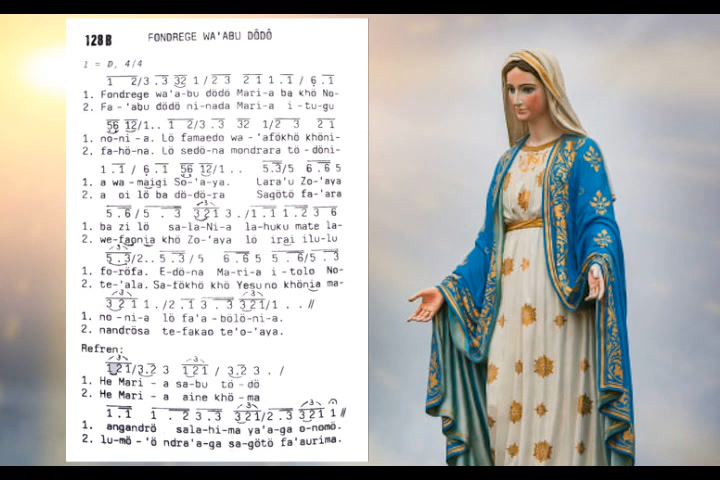 128B FONDREGE WA'ABU DÖDÖ
1 = D, 4/4
1 2/3 . 3 32 1 / 2 3 2 1 1 . 1 / 6 . 1
1. Fondrege wa'a-bu dödö Mari-a ba khö No-
2. Fa-'abu dödö ni-nada Mari-a i-tu-gu
56 12/1 . . 1 2/3 . 3 32 1/2 3 2 1
1. no-ni-a. Lö famaedo wa-'afökhö khöni-
2. fa-hö-na. Lö sedö-na mondrara tö-döni-
1 . 1 / 6 . 1 56 12/1 . . 5.3/5 6 . 6 5
1. a wa-maigi So-'a-ya. Lara'u Zo-'aya
2. a oi lö ba dö-dö-ra Sagötö fa-'ara
5 . 6/5 . 3 321 3 . /1 . 1 1 . 2 3 6
1. ba zi lö sa-la-Ni-a la-huku mate la-
2. we-faonia khö Zo-'aya lö irai ilu-lu
5 . 3/2 . . 5 . 3 / 5 6 . 6 5 5 . 6/5 . 3
1. fo-röfa. E-dö-na Ma-ri-a i-tolo No-
2. te-'ala. Sa-fökhö khö Yesu no khönia ma-
3 2 1 1 . /2 . 1 3 . 3 321/1 . . //
1. no-ni-a lö fa'a-bölö-ni-a.
2. nandrösa te-fakao te'o-'aya.
Refren:
121/3.2 3 121 / 3.2 3 . /
1. He Mari - a sa-bu tö - dö
2. He Mari - a aine khö - ma
1 . 1 1 . 2 3 . 3 321/2 . 3 321 1 //
1. angandrö sala-hi-ma ya'a-ga o-nomö.
2. lu-mö-'ö ndra'a-ga sa-götö fa'aurima.